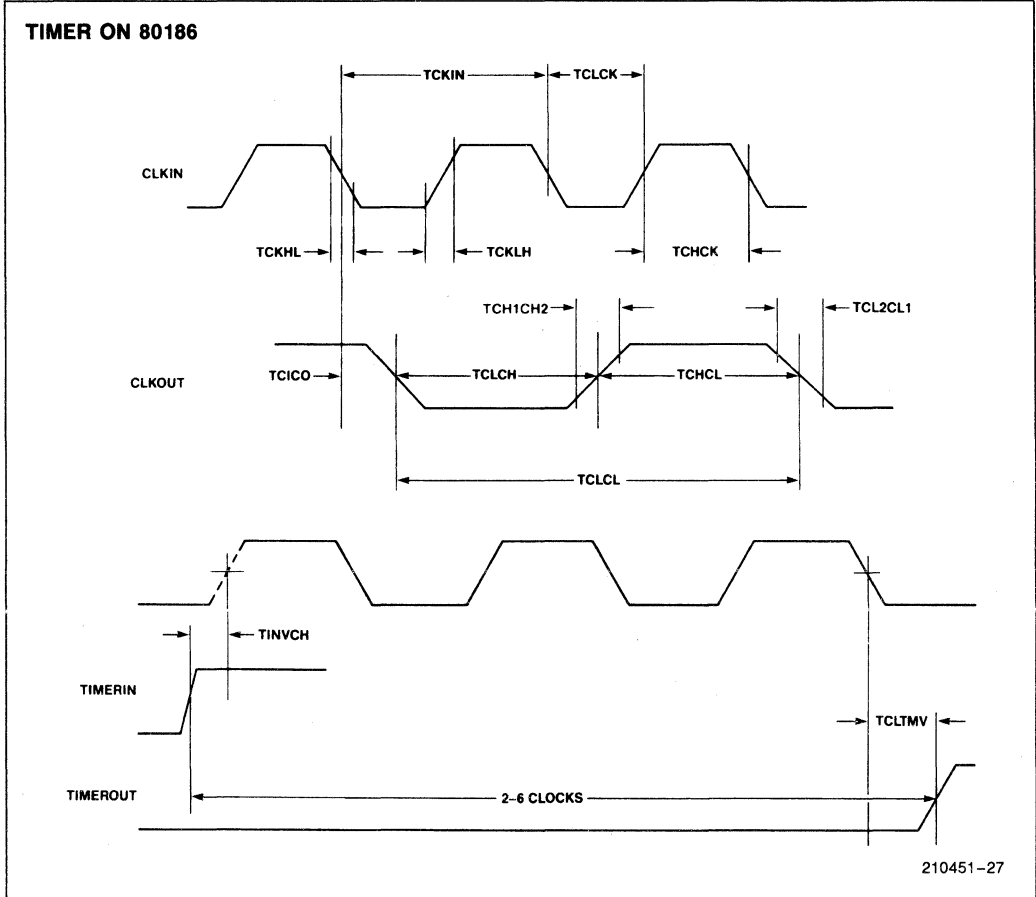 TIMER ON 80186
TCKIN
TCLCK
CLKIN
TCKHL
TCKLH
TCHCK
TCH1CH2
TCL2CL1
CLKOUT
TCICO
TCLCH
TCHCL
TCLCL
TINVCH
TIMERIN
TCLTMV
TIMEROUT
2–6 CLOCKS
210451–27